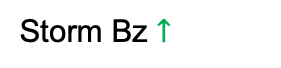 Storm Bz ↑